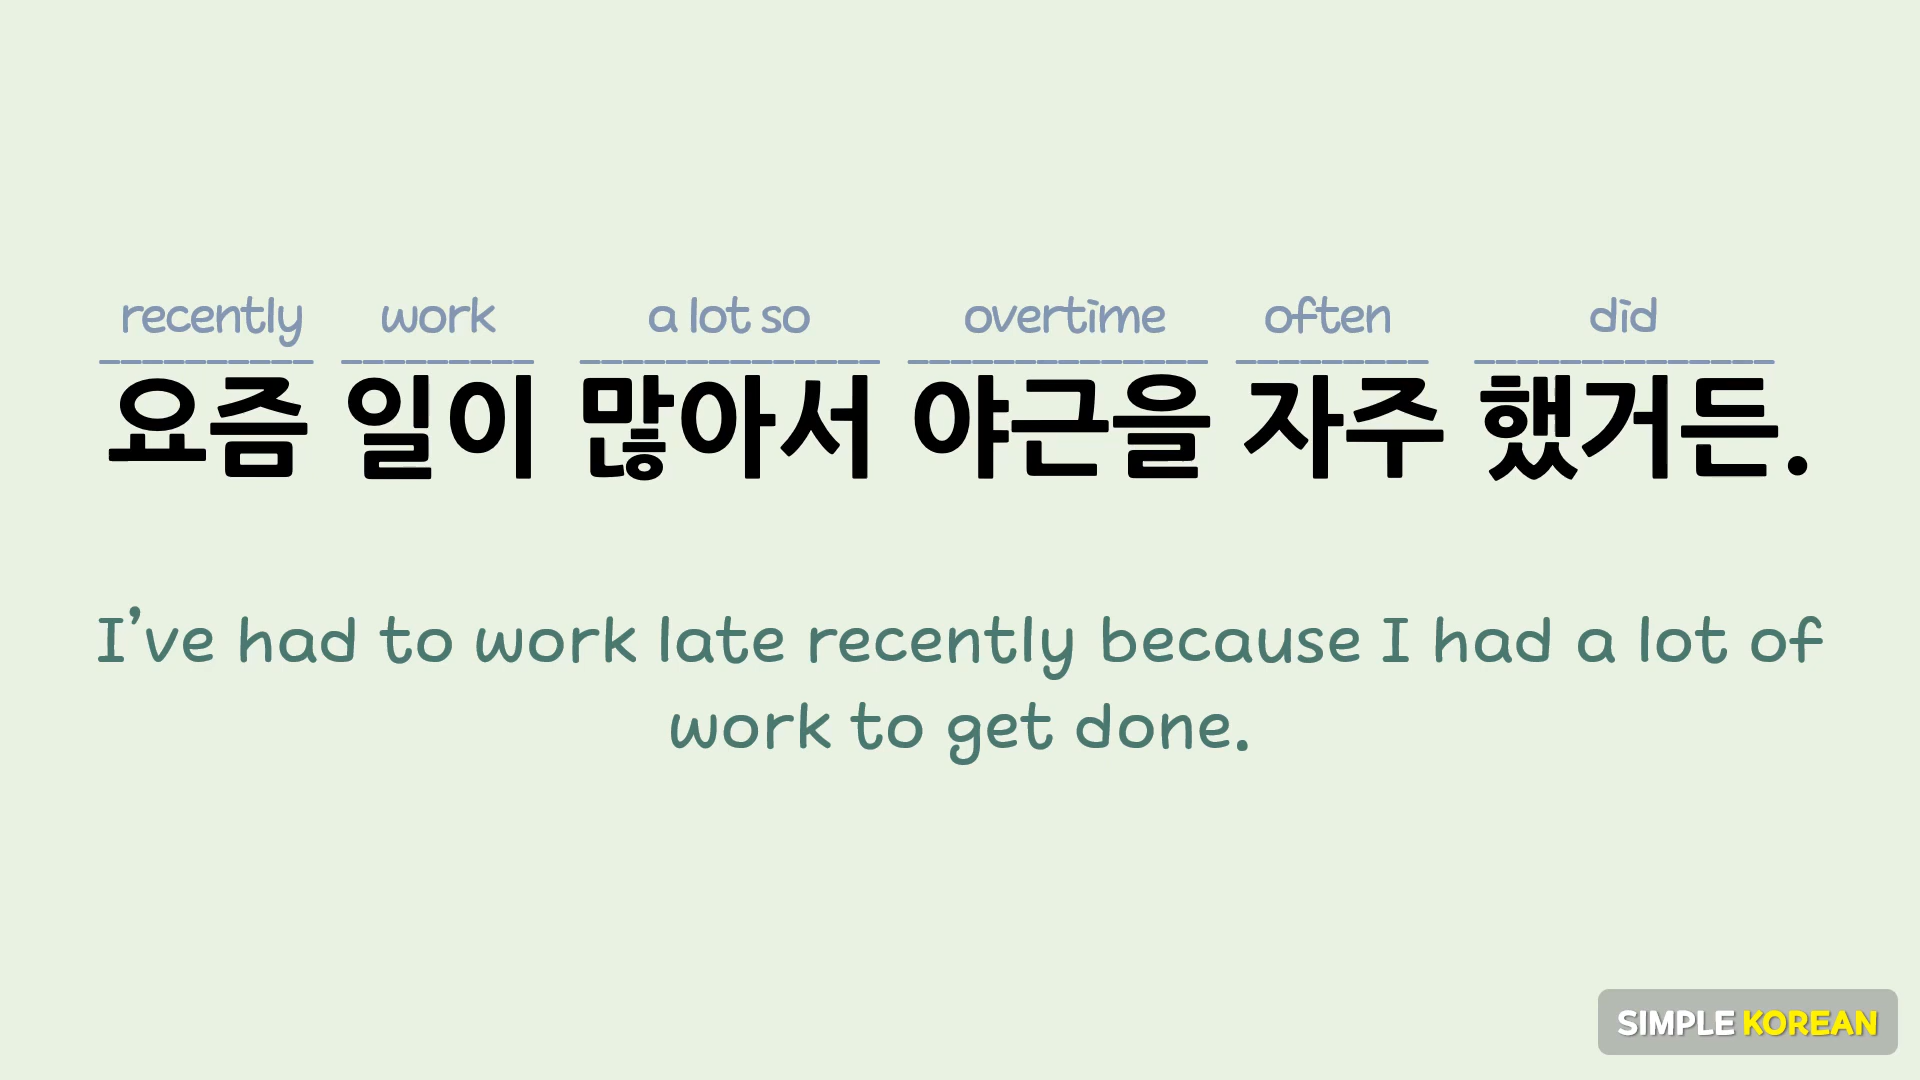 recently work a lot so overtime often did
요즘 일이 많아서 야근을 자주 했거든.
I've had to work late recently because I had a lot of
work to get done.
SIMPLE KOREAN